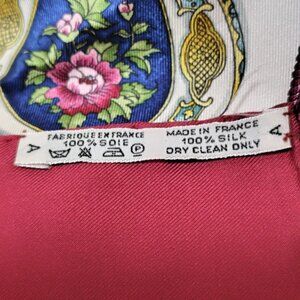 A
FABRIQUE EN FRANCE
100% SOIE
P
MADE IN FRANCE
100% SILK
DRY CLEAN ONLY
A